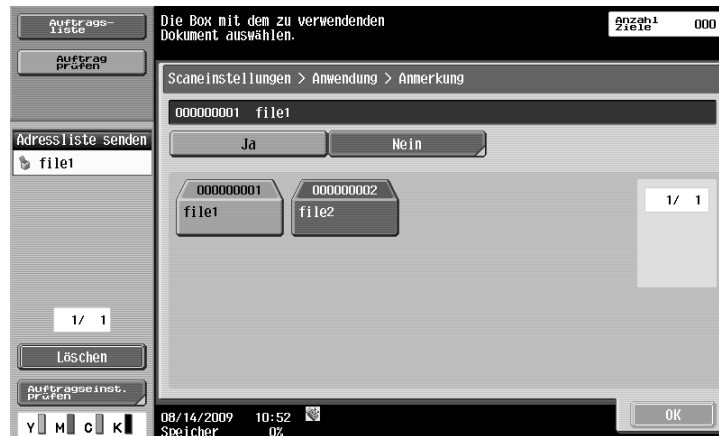 Auftrags-
liste
Auftrag
prüfen
Adressliste senden
file1
1/ 1
Löschen
Auftragseinst.
prüfen
Y M C K
Die Box mit dem zu verwendenden
Dokument auswählen.
Anzahl
Ziele 000
Scaneinstellungen > Anwendung > Anmerkung
000000001 file1
Ja Nein
000000001 000000002
file1 file2
1/ 1
OK
08/14/2009 10:52
Speicher 0%